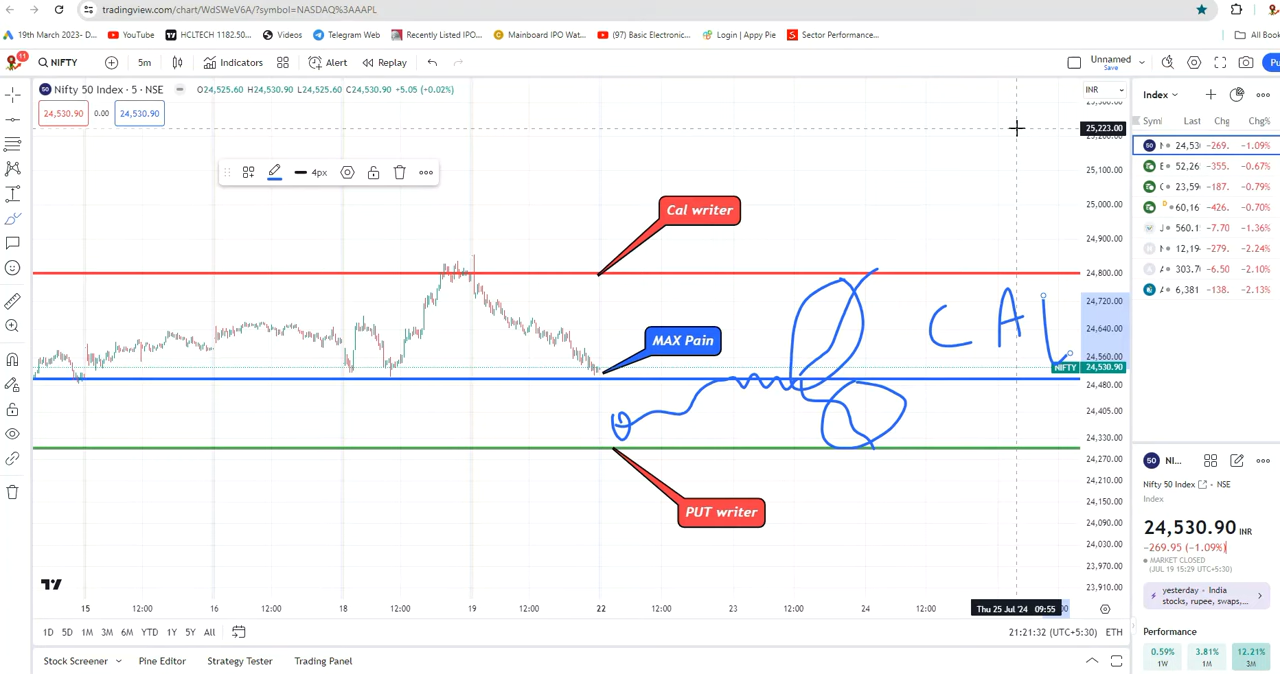 tradingview.com/chart/WdSWeV6A/?symbol=NASDAQ%3AAAPL
19th March 2023- D... YouTube HCLTECH 1182.50... Videos Telegram Web Recently Listed IPO... Mainboard IPO Wat... (97) Basic Electronic... Login | Appy Pie Sector Performance... All Book
11 NIFTY 5m Indicators Alert Replay Unnamed Save Pu
Nifty 50 Index · 5 · NSE O24,525.60 H24,530.90 L24,525.60 C24,530.90 +5.05 (+0.02%) INR
24,530.90 0.00 24,530.90
Index
Last Chg Chg%
25,223.00
4px
25,100.00
25,000.00
24,900.00
24,800.00
24,720.00
24,640.00
24,560.00
NIFTY 24,530.90
24,480.00
24,405.00
24,330.00
24,270.00
24,210.00
24,150.00
24,090.00
24,030.00
23,970.00
23,910.00
Cal writer
MAX Pain
PUT writer
C A L
24,53 -269. -1.09%
52,26 -355. -0.67%
23,59 -187. -0.79%
60,16 -426. -0.70%
560.1 -7.70 -1.36%
12,19 -279. -2.24%
303.7 -6.50 -2.10%
6,381 -138. -2.13%
50 NI...
Nifty 50 Index · NSE
Index
24,530.90 INR
-269.95 (-1.09%)
MARKET CLOSED
(JUL 19 15:29 UTC+5:30)
yesterday · India
stocks, rupee, swaps,...
Performance
0.59% 3.81% 12.21%
1W 1M 3M
15 12:00 16 12:00 18 12:00 19 12:00 22 12:00 23 12:00 24 12:00 Thu 25 Jul '24 09:55
1D 5D 1M 3M 6M YTD 1Y 5Y All 21:21:32 (UTC+5:30) ETH
Stock Screener Pine Editor Strategy Tester Trading Panel